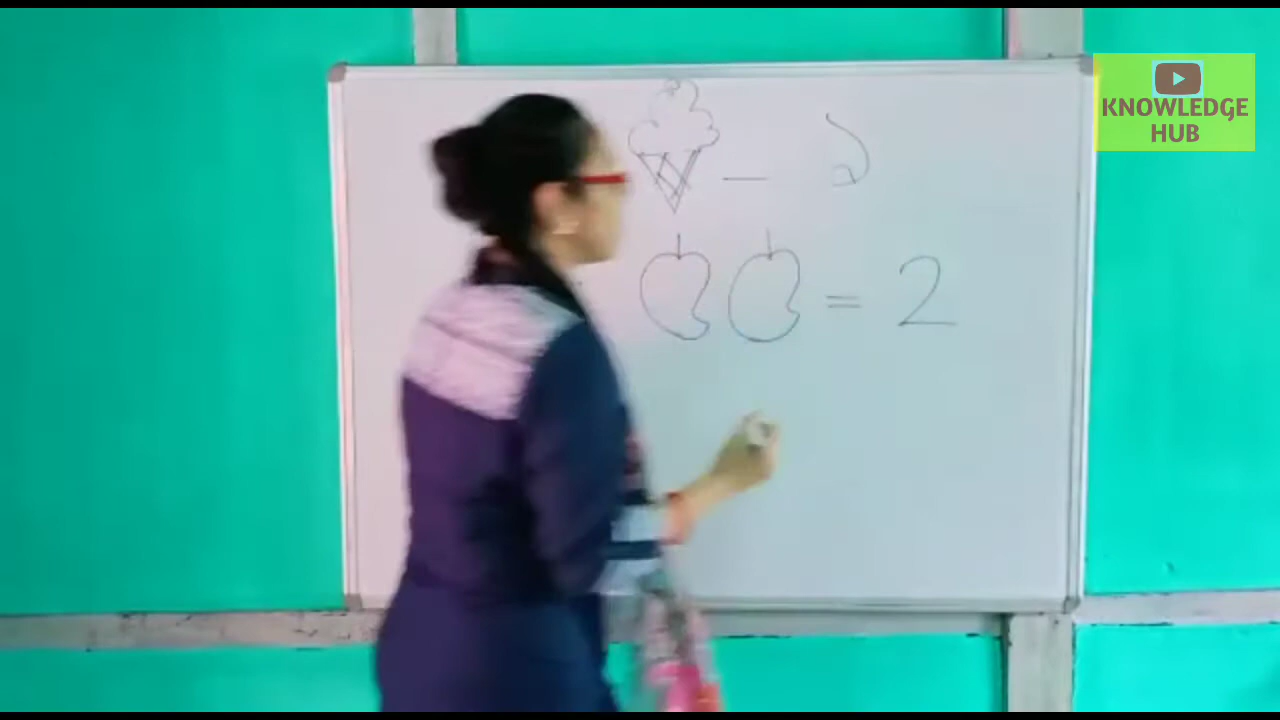 KNOWLEDGE
HUB
– ১
= 2